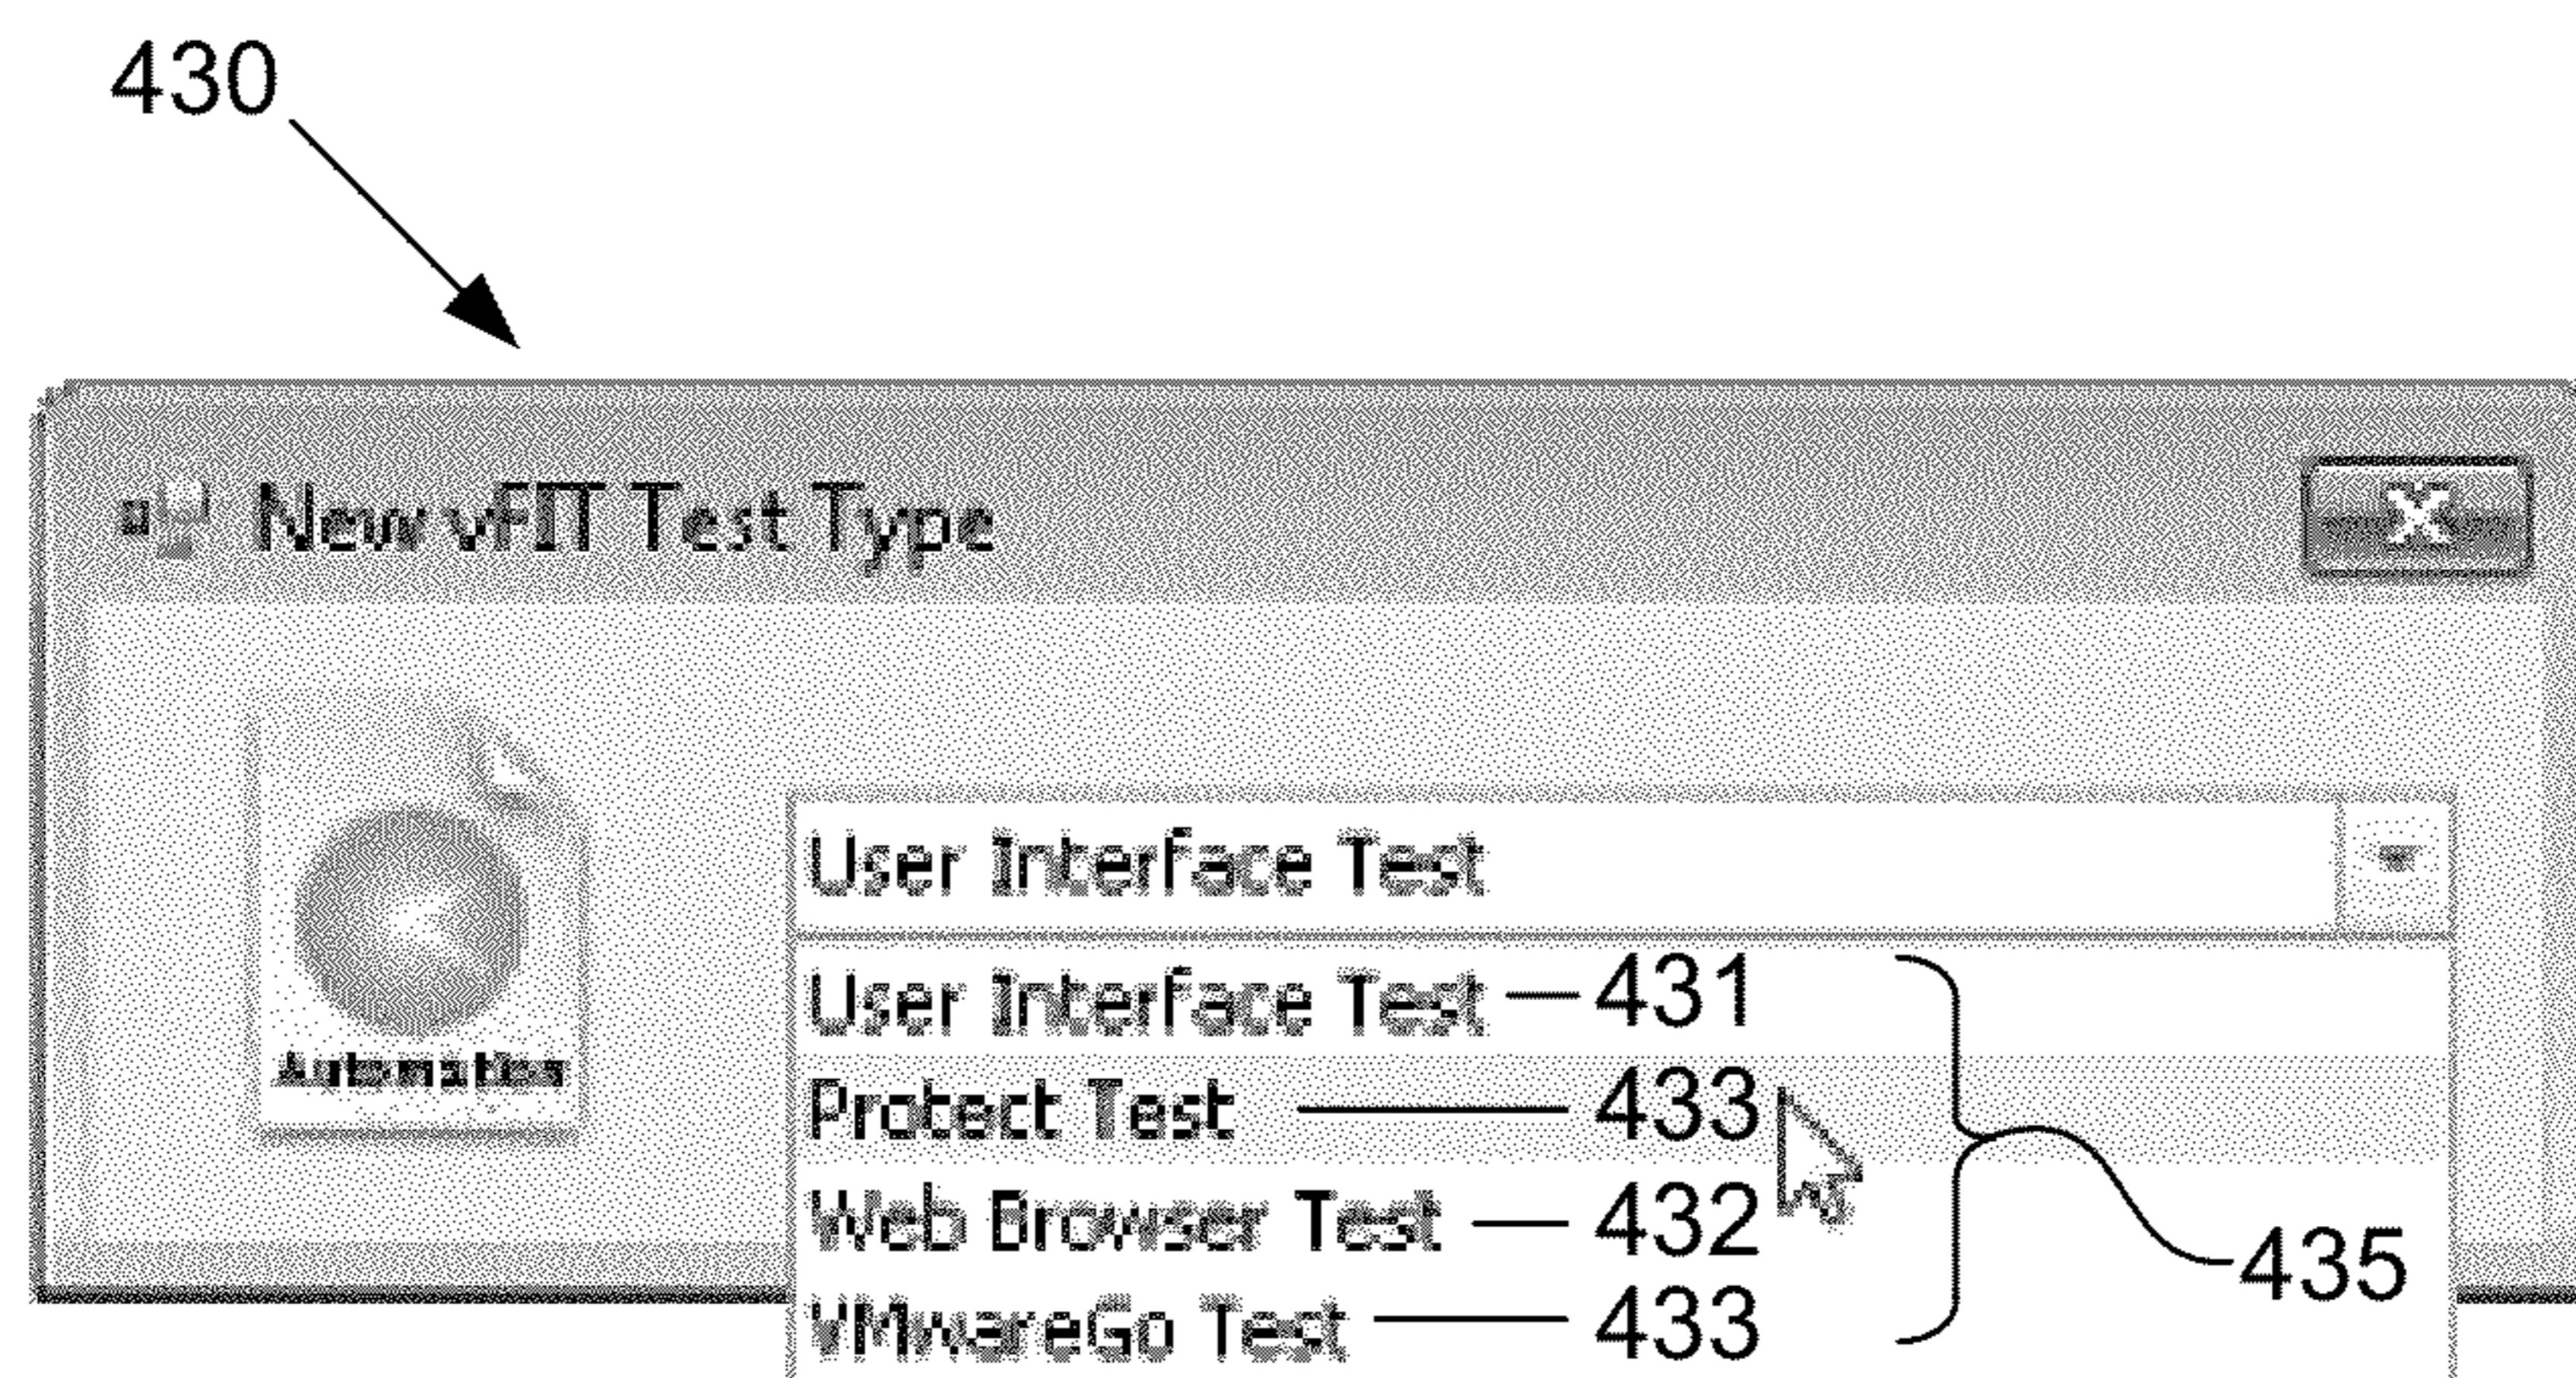 430
New vFIT Test Type
User Interface Test
Automation
User Interface Test 431
Protect Test 433
Web Browser Test 432
VMwareGo Test 433
435